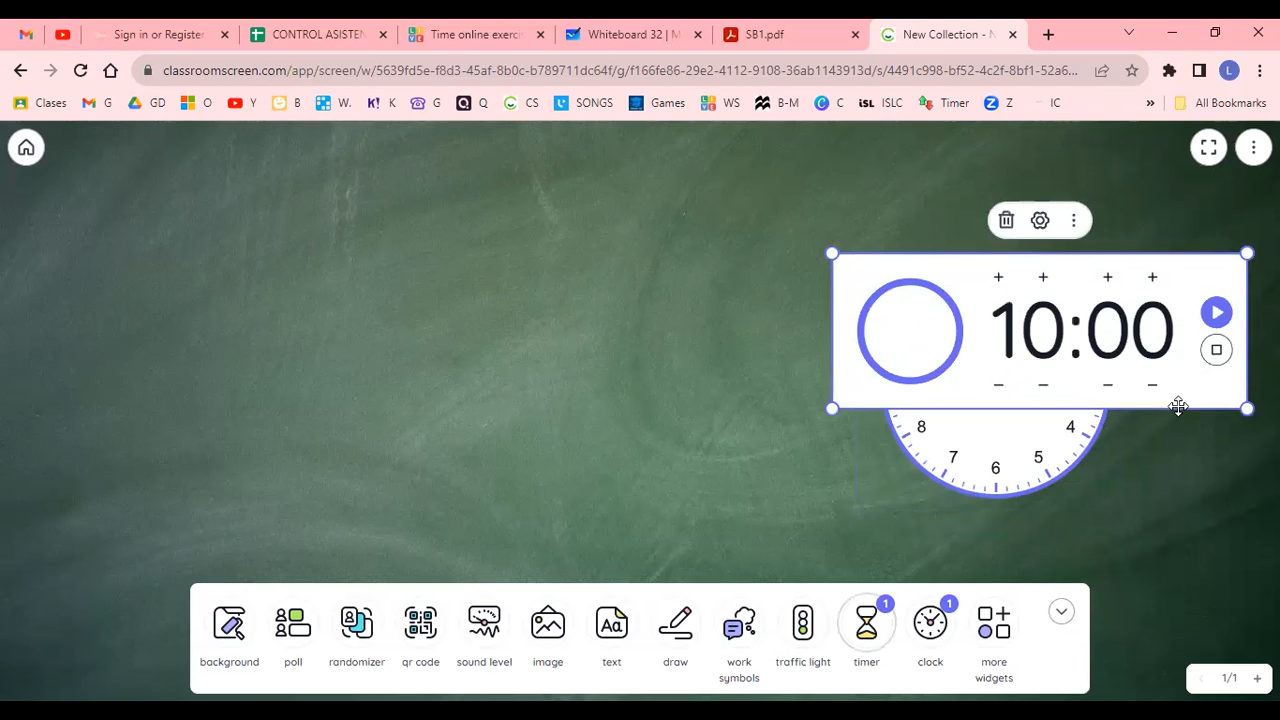 Sign in or Register
CONTROL ASISTEN
Time online exerci
Whiteboard 32 | M
SB1.pdf
New Collection - N
classroomscreen.com/app/screen/w/5639fd5e-f8d3-45af-8b0c-b789711dc64f/g/f166fe86-29e2-4112-9108-36ab1143913d/s/4491c998-bf52-4c2f-8bf1-52a6...
L
Clases
G
GD
O
Y
B
W.
K! K
G
Q
CS
SONGS
Games
WS
B-M
C
iSL ISLC
Timer
Z
IC
»
All Bookmarks
+ + + +
10:00
− − − −
8
4
7
5
6
1
1
background
poll
randomizer
qr code
sound level
image
text
draw
work
symbols
traffic light
timer
clock
more
widgets
1/1